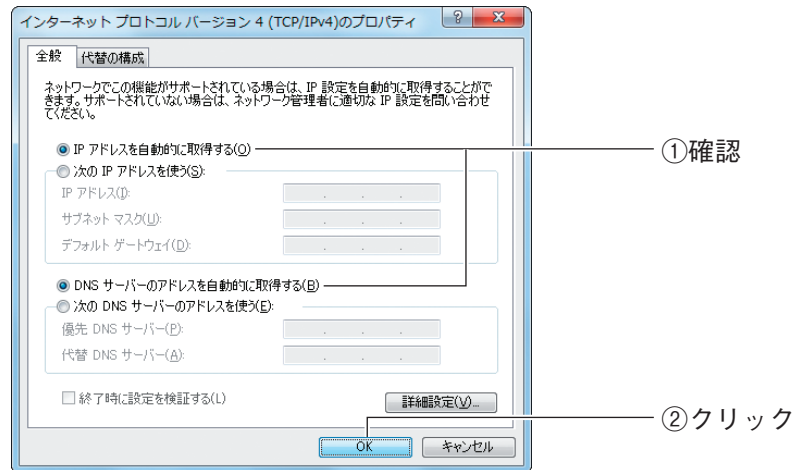 インターネット プロトコル バージョン 4 (TCP/IPv4)のプロパティ
全般
代替の構成
ネットワークでこの機能がサポートされている場合は、IP 設定を自動的に取得することがで
きます。サポートされていない場合は、ネットワーク管理者に適切な IP 設定を問い合わせ
てください。
IP アドレスを自動的に取得する(O)
①確認
次の IP アドレスを使う(S):
IP アドレス(I):
サブネット マスク(U):
デフォルト ゲートウェイ(D):
DNS サーバーのアドレスを自動的に取得する(B)
次の DNS サーバーのアドレスを使う(E):
優先 DNS サーバー(P):
代替 DNS サーバー(A):
終了時に設定を検証する(L)
詳細設定(V)...
②クリック
OK
キャンセル